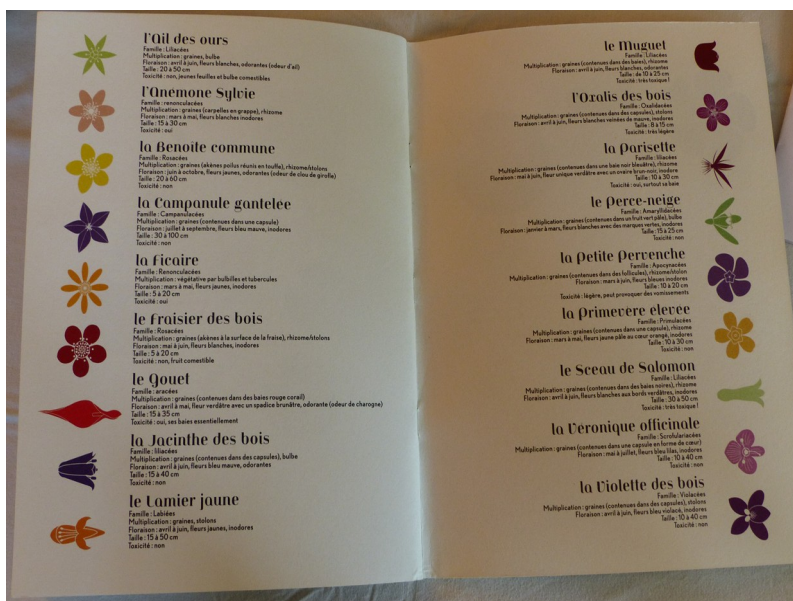 l'Ail des ours
Famille : Liliacées
Multiplication : graines, bulbe
Floraison : avril à juin, fleurs blanches, odorantes (odeur d'ail)
Taille : 20 à 50 cm
Toxicité : non, jeunes feuilles et bulbe comestibles
l'Anemone Sylvie
Famille : renonculacées
Multiplication : graines (carpelles en grappe), rhizome
Floraison : mars à mai, fleurs blanches inodores
Taille : 15 à 30 cm
Toxicité : oui
la Benoite commune
Famille : Rosacées
Multiplication : graines (akènes poilus réunis en touffe), rhizome/stolons
Floraison : juin à octobre, fleurs jaunes, odorantes (odeur de clou de girofle)
Taille : 20 à 60 cm
Toxicité : non
la Campanule gantelee
Famille : Campanulacées
Multiplication : graines (contenues dans une capsule)
Floraison : juillet à septembre, fleurs bleu mauve, inodores
Taille : 30 à 100 cm
Toxicité : non
la Ficaire
Famille : Renonculacées
Multiplication : végétative par bulbilles et tubercules
Floraison : mars à mai, fleurs jaunes, inodores
Taille : 5 à 20 cm
Toxicité : oui
le Fraisier des bois
Famille : Rosacées
Multiplication : graines (akènes à la surface de la fraise), rhizome/stolons
Floraison : mai à juin, fleurs blanches, inodores
Taille : 5 à 20 cm
Toxicité : non, fruit comestible
le Gouet
Famille : aracées
Multiplication : graines (contenues dans des baies rouge corail)
Floraison : avril à mai, fleur verdâtre avec un spadice brunâtre, odorante (odeur de charogne)
Taille : 15 à 35 cm
Toxicité : oui, ses baies essentiellement
la Jacinthe des bois
Famille : liliacées
Multiplication : graines (contenues dans des capsules), bulbe
Floraison : avril à juin, fleurs bleu mauve, odorantes
Taille : 15 à 40 cm
Toxicité : non
le Lamier jaune
Famille : Labiées
Multiplication : graines, stolons
Floraison : avril à juin, fleurs jaunes, inodores
Taille : 15 à 50 cm
Toxicité : non
le Muguet
Famille : Liliacées
Multiplication : graines (contenues dans des baies), rhizome
Floraison : avril à juin, fleurs blanches, odorantes
Taille : de 10 à 25 cm
Toxicité : très toxique !
l'Oxalis des bois
Famille : Oxalidacées
Multiplication : graines (contenues dans des capsules), stolons
Floraison : avril à juin, fleurs blanches veinées de mauve, inodores
Taille : 8 à 15 cm
Toxicité : très légère
la Parisette
Famille : liliacées
Multiplication : graines (contenues dans une baie noir bleuâtre), rhizome
Floraison : mai à juin, fleur unique verdâtre avec un ovaire brun-noir, inodore
Taille : 10 à 30 cm
Toxicité : oui, surtout sa baie
le Perce-neige
Famille : Amaryllidacées
Multiplication : graines (contenues dans un fruit vert pâle), bulbe
Floraison : janvier à mars, fleurs blanches avec des marques vertes, inodores
Taille : 15 à 25 cm
Toxicité : non
la Petite Pervenche
Famille : Apocynacées
Multiplication : graines (contenues dans des follicules), rhizome/stolon
Floraison : mars à juin, fleurs bleues inodores
Taille : 10 à 20 cm
Toxicité : légère, peut provoquer des vomissements
la Primevere elevee
Famille : Primulacées
Multiplication : graines (contenues dans une capsule), rhizome
Floraison : mars à mai, fleurs jaune pâle au cœur orangé, inodores
Taille : 10 à 30 cm
Toxicité : non
le Sceau de Salomon
Famille : Liliacées
Multiplication : graines (contenues dans des baies noires), rhizome
Floraison : avril à juin, fleurs blanches aux bords verdâtres, inodores
Taille : 30 à 50 cm
Toxicité : très toxique !
la Veronique officinale
Famille : Scrofulariacées
Multiplication : graines (contenues dans une capsule en forme de cœur)
Floraison : mai à juillet, fleurs bleu lilas, inodores
Taille : 10 à 40 cm
Toxicité : non
la Violette des bois
Famille : Violacées
Multiplication : graines (contenues dans des capsules), stolons
Floraison : avril à juin, fleurs bleu violacé, inodores
Taille : 10 à 40 cm
Toxicité : non